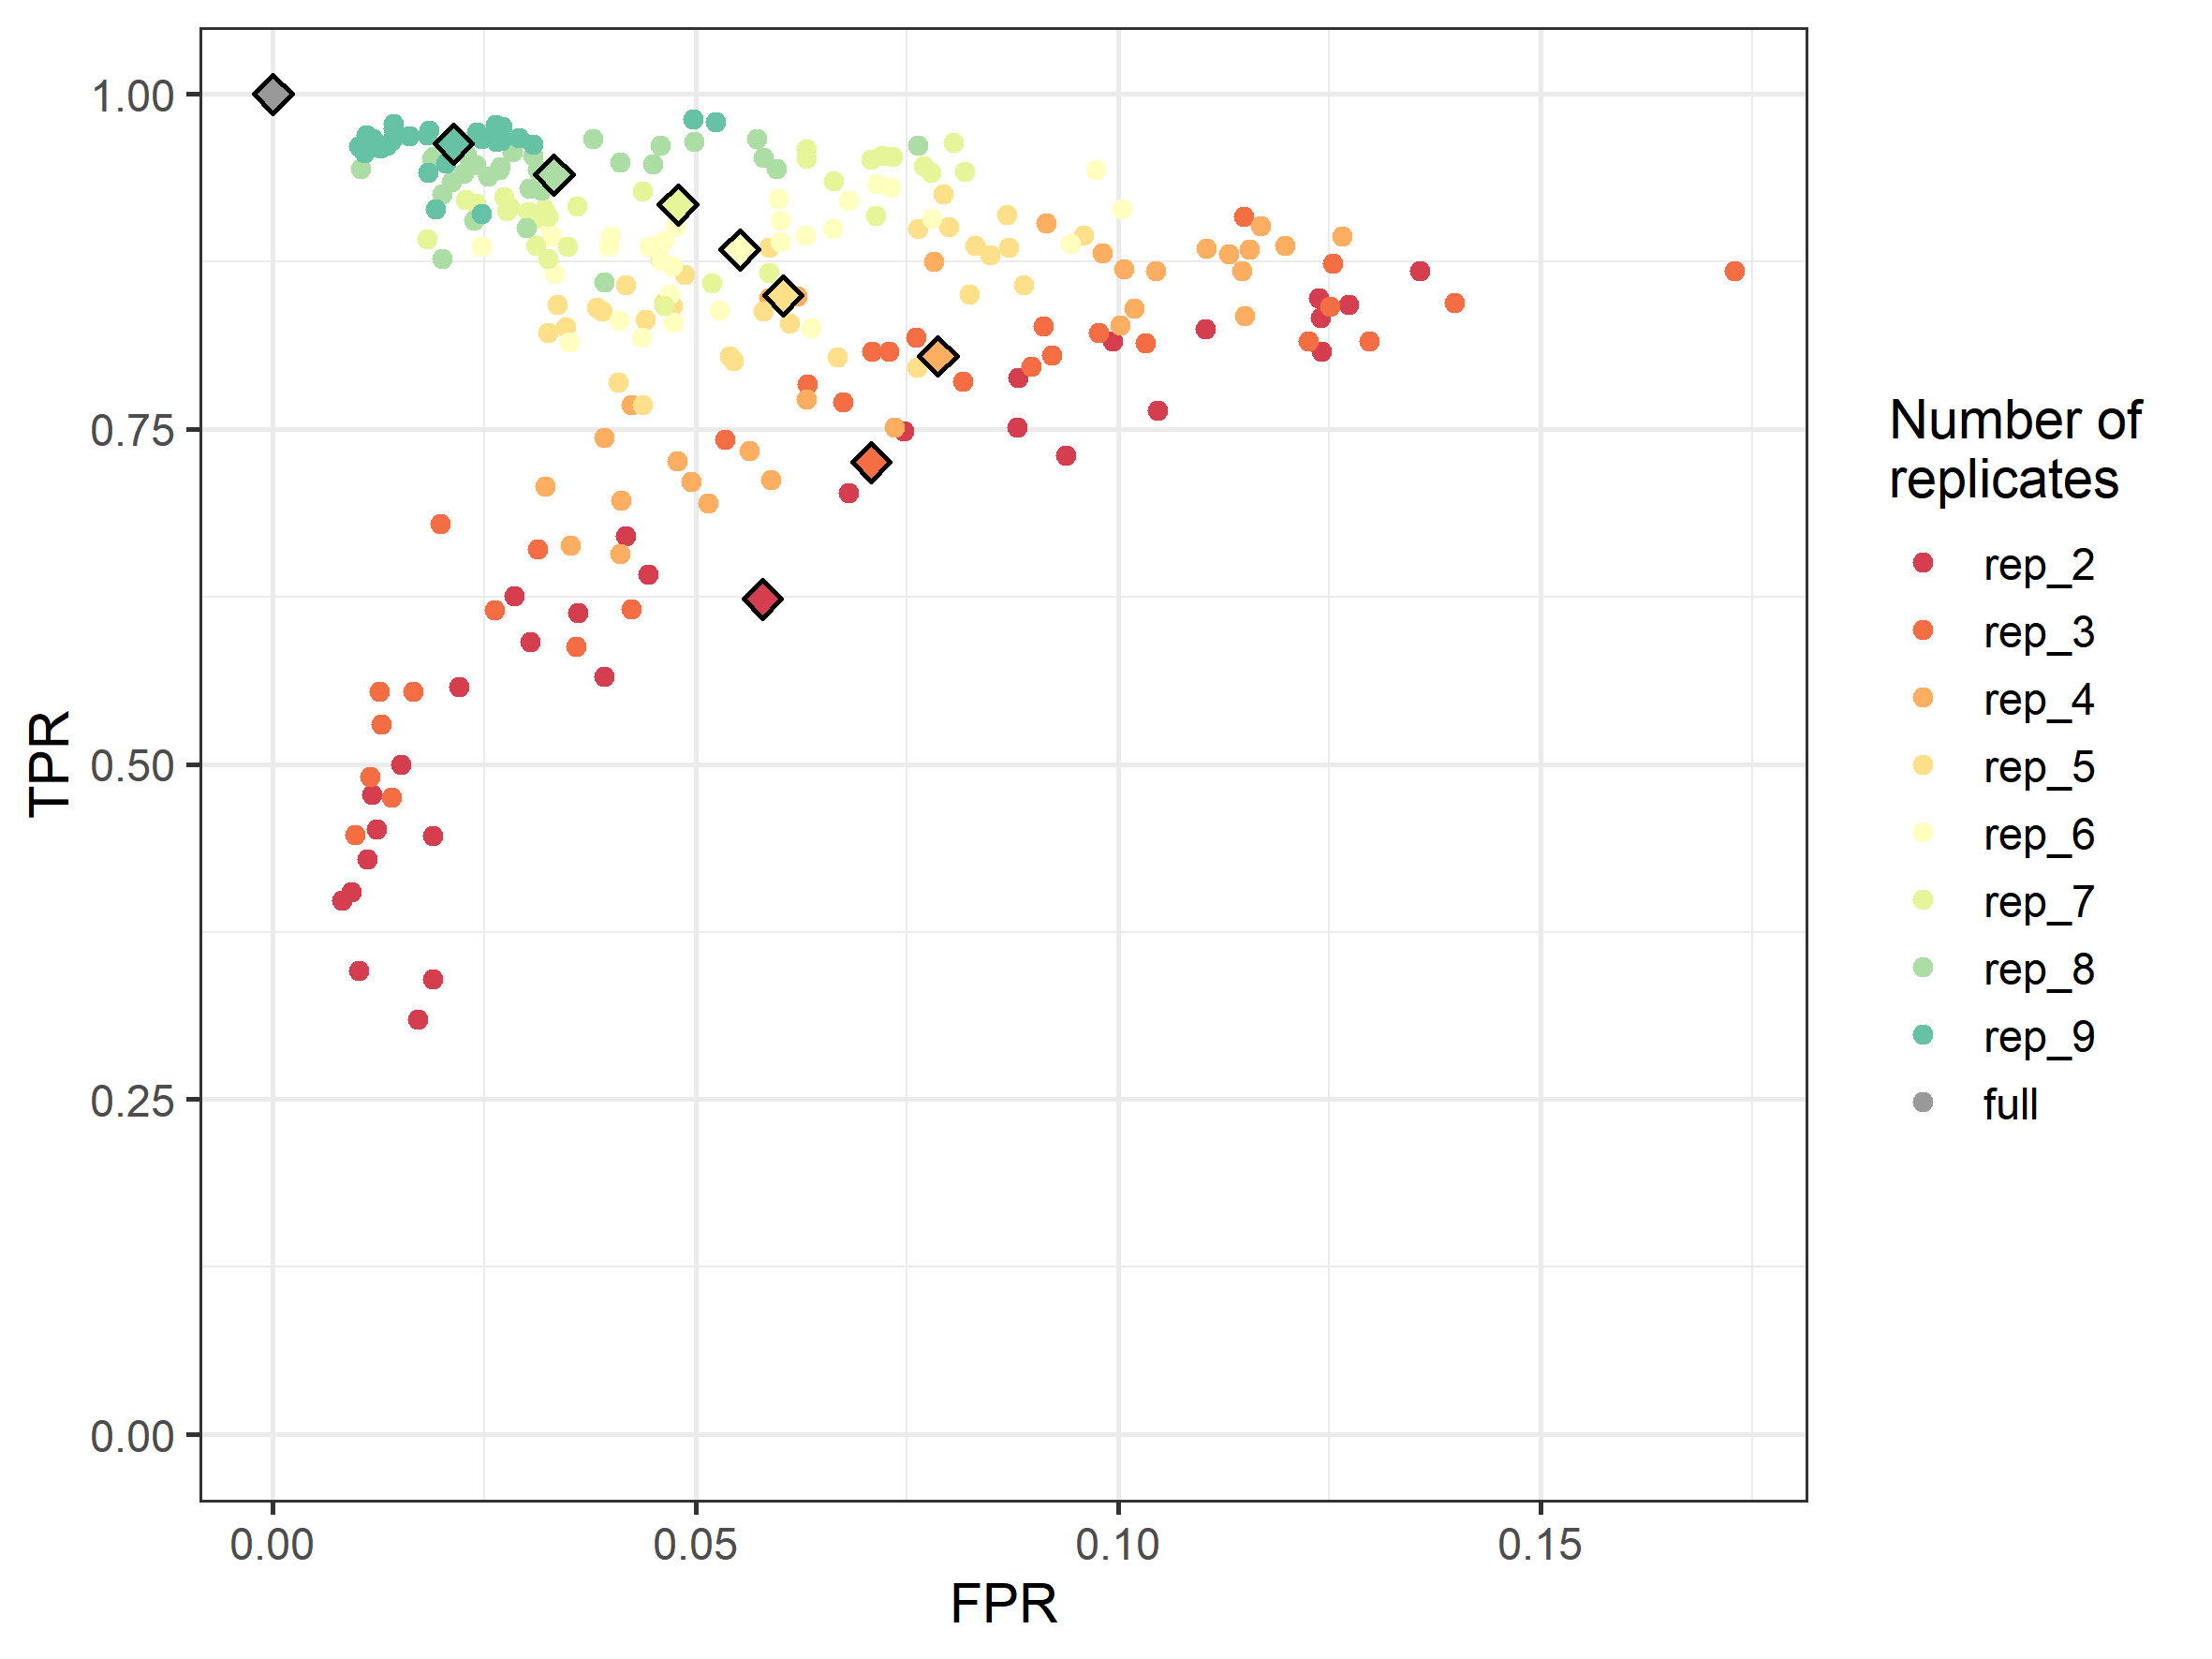 1.00
0.75
0.50
0.25
0.00
TPR
0.00
0.05
0.10
0.15
FPR
Number of
replicates
rep_2
rep_3
rep_4
rep_5
rep_6
rep_7
rep_8
rep_9
full